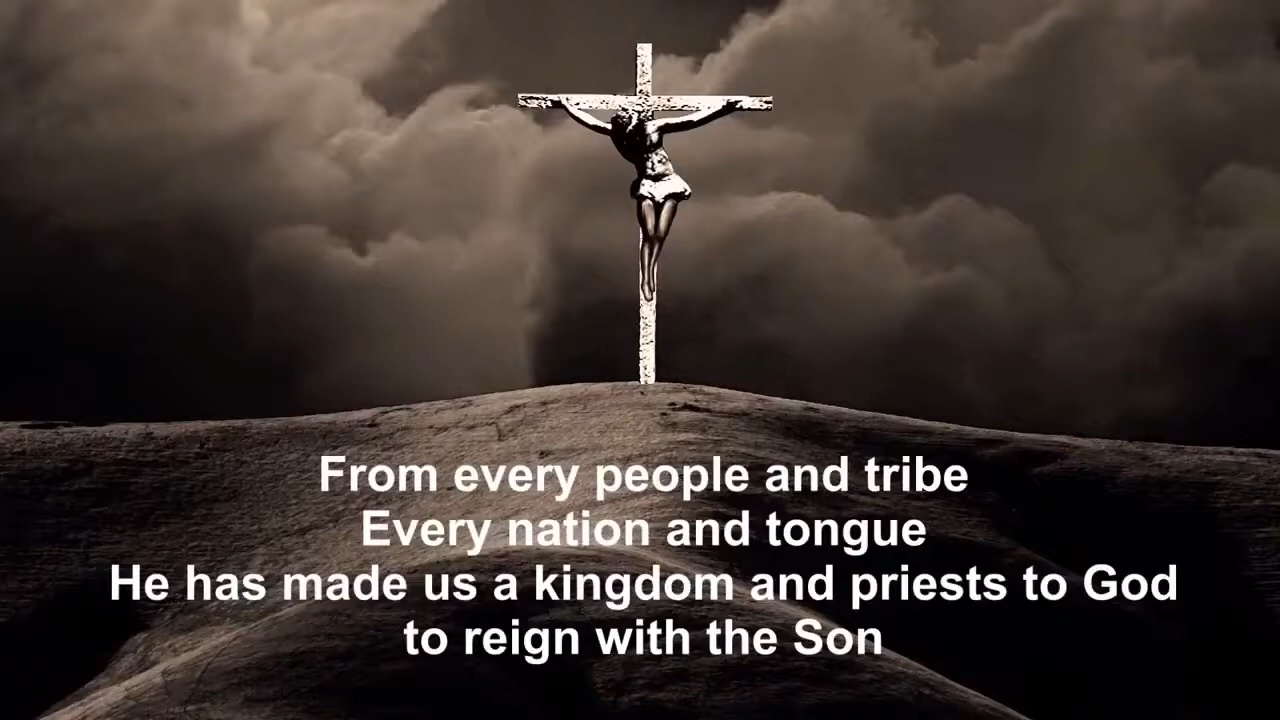 From every people and tribe
Every nation and tongue
He has made us a kingdom and priests to God
to reign with the Son